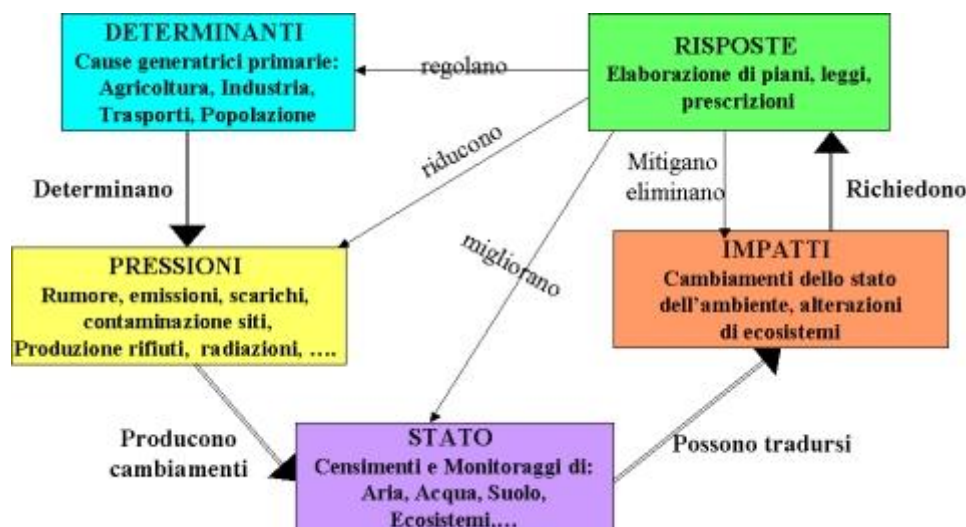 DETERMINANTI
Cause generatrici primarie:
Agricoltura, Industria,
Trasporti, Popolazione
regolano
RISPOSTE
Elaborazione di piani, leggi,
prescrizioni
Determinano
riducono
Mitigano
eliminano
Richiedono
migliorano
PRESSIONI
Rumore, emissioni, scarichi,
contaminazione siti,
Produzione rifiuti, radiazioni, ….
IMPATTI
Cambiamenti dello stato
dell'ambiente, alterazioni
di ecosistemi
Producono
cambiamenti
STATO
Censimenti e Monitoraggi di:
Aria, Acqua, Suolo,
Ecosistemi,…
Possono tradursi